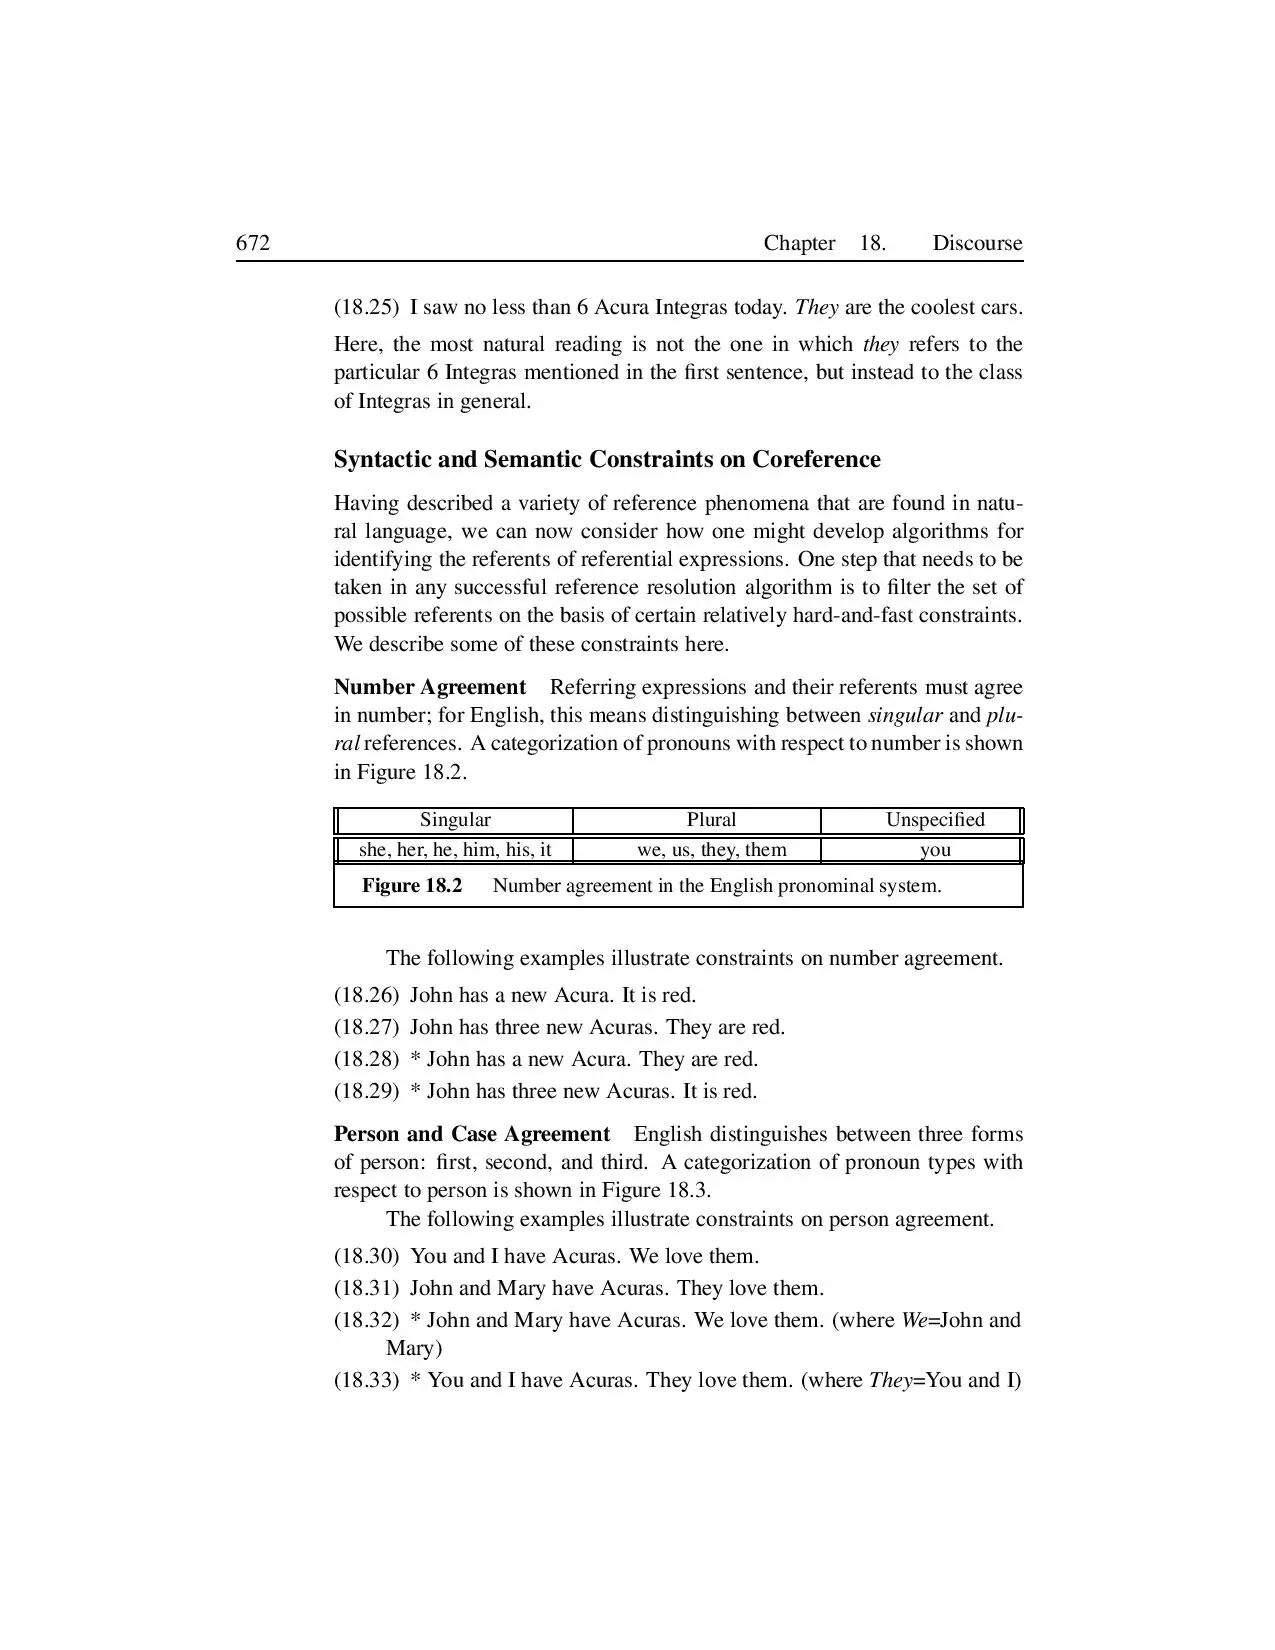 672 Chapter 18. Discourse
(18.25) I saw no less than 6 Acura Integras today. They are the coolest cars.
Here, the most natural reading is not the one in which they refers to the
particular 6 Integras mentioned in the first sentence, but instead to the class
of Integras in general.
Syntactic and Semantic Constraints on Coreference
Having described a variety of reference phenomena that are found in natu-
ral language, we can now consider how one might develop algorithms for
identifying the referents of referential expressions. One step that needs to be
taken in any successful reference resolution algorithm is to filter the set of
possible referents on the basis of certain relatively hard-and-fast constraints.
We describe some of these constraints here.
Number Agreement Referring expressions and their referents must agree
in number; for English, this means distinguishing between singular and plu-
ral references. A categorization of pronouns with respect to number is shown
in Figure 18.2.
Singular Plural Unspecified
she, her, he, him, his, it we, us, they, them you
Figure 18.2 Number agreement in the English pronominal system.
The following examples illustrate constraints on number agreement.
(18.26) John has a new Acura. It is red.
(18.27) John has three new Acuras. They are red.
(18.28) * John has a new Acura. They are red.
(18.29) * John has three new Acuras. It is red.
Person and Case Agreement English distinguishes between three forms
of person: first, second, and third. A categorization of pronoun types with
respect to person is shown in Figure 18.3.
The following examples illustrate constraints on person agreement.
(18.30) You and I have Acuras. We love them.
(18.31) John and Mary have Acuras. They love them.
(18.32) * John and Mary have Acuras. We love them. (where We=John and
Mary)
(18.33) * You and I have Acuras. They love them. (where They=You and I)